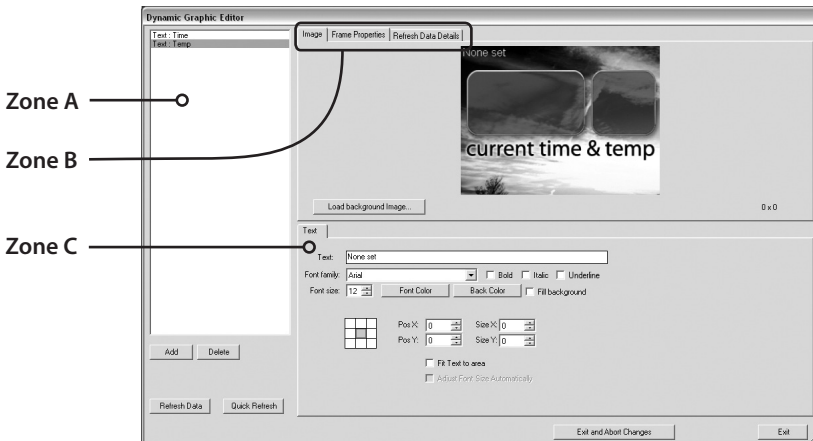 Dynamic Graphic Editor
Text : Time
Text : Temp
Image Frame Properties Refresh Data Details
None set
Zone A
Zone B
current time & temp
Load background Image... 0 x 0
Zone C
Text
Text: None set
Font family: Arial Bold Italic Underline
Font size: 12 Font Color Back Color Fill background
Pos X: 0 Size X: 0
Pos Y: 0 Size Y: 0
Add Delete
Fit Text to area
Adjust Font Size Automatically
Refresh Data Quick Refresh
Exit and Abort Changes Exit